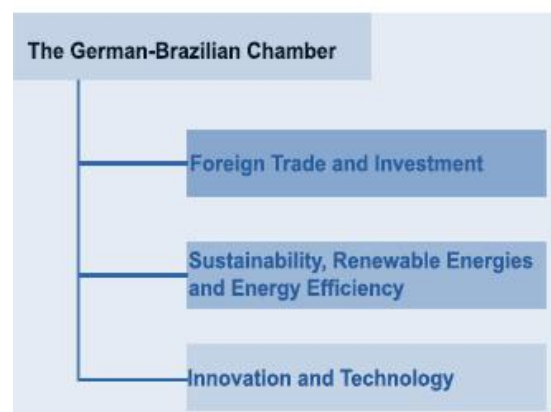 The German-Brazilian Chamber
Foreign Trade and Investment
Sustainability, Renewable Energies
and Energy Efficiency
Innovation and Technology